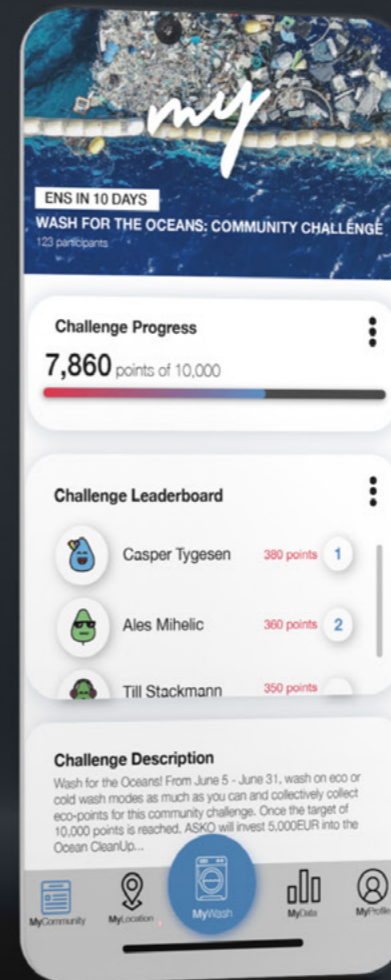 my
ENS IN 10 DAYS
WASH FOR THE OCEANS: COMMUNITY CHALLENGE
123 participants
Challenge Progress
7,860 points of 10,000
Challenge Leaderboard
Casper Tygesen 380 points 1
Ales Mihelic 360 points 2
Till Stackmann 350 points
Challenge Description
Wash for the Oceans! From June 5 - June 31, wash on eco or
cold wash modes as much as you can and collectively collect
eco-points for this community challenge. Once the target of
10,000 points is reached, ASKO will invest 5,000EUR into the
Ocean CleanUp...
MyCommunity MyLocation MyWash MyData MyProfile